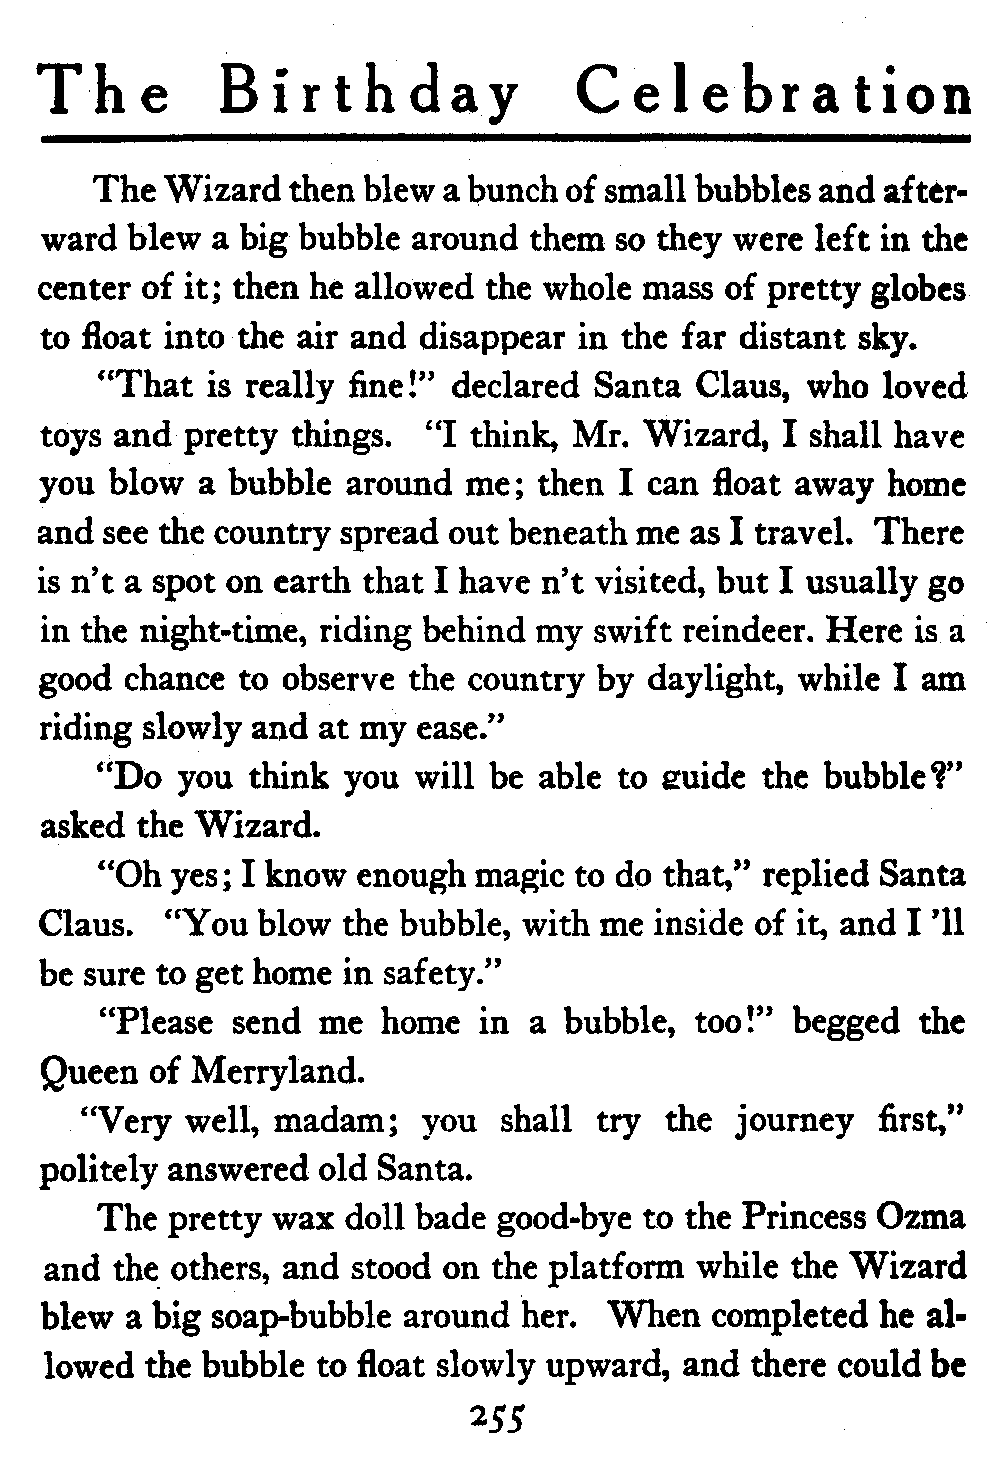 The Birthday Celebration
The Wizard then blew a bunch of small bubbles and after-
ward blew a big bubble around them so they were left in the
center of it; then he allowed the whole mass of pretty globes
to float into the air and disappear in the far distant sky.
“That is really fine!” declared Santa Claus, who loved
toys and pretty things. “I think, Mr. Wizard, I shall have
you blow a bubble around me; then I can float away home
and see the country spread out beneath me as I travel. There
is n’t a spot on earth that I have n’t visited, but I usually go
in the night-time, riding behind my swift reindeer. Here is a
good chance to observe the country by daylight, while I am
riding slowly and at my ease.”
“Do you think you will be able to guide the bubble?”
asked the Wizard.
“Oh yes; I know enough magic to do that,” replied Santa
Claus. “You blow the bubble, with me inside of it, and I ’ll
be sure to get home in safety.”
“Please send me home in a bubble, too!” begged the
Queen of Merryland.
“Very well, madam; you shall try the journey first,”
politely answered old Santa.
The pretty wax doll bade good-bye to the Princess Ozma
and the others, and stood on the platform while the Wizard
blew a big soap-bubble around her. When completed he al-
lowed the bubble to float slowly upward, and there could be
255